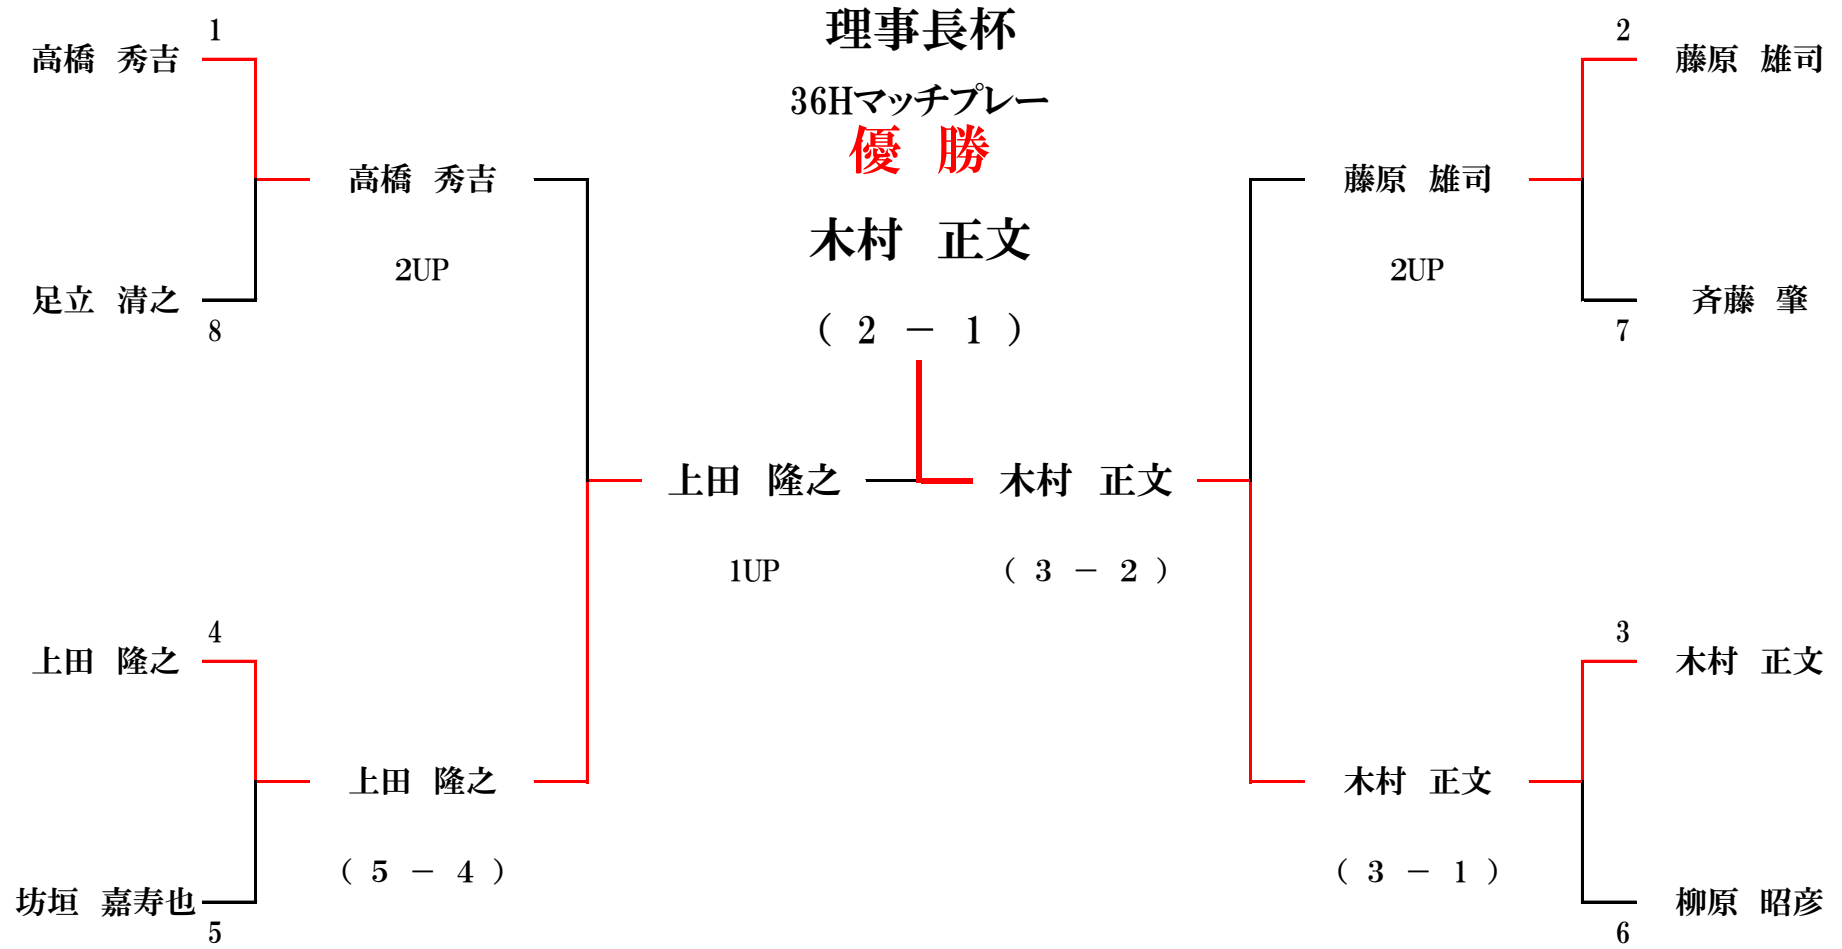 理事長杯
36Hマッチプレー
優 勝
木村 正文
( 2 － 1 )
1
高橋 秀吉
高橋 秀吉
2UP
足立 清之
8
上田 隆之
1UP
4
上田 隆之
上田 隆之
( 5 － 4 )
坊垣 嘉寿也
5
2
藤原 雄司
藤原 雄司
2UP
斉藤 肇
7
木村 正文
( 3 － 2 )
3
木村 正文
木村 正文
( 3 － 1 )
柳原 昭彦
6